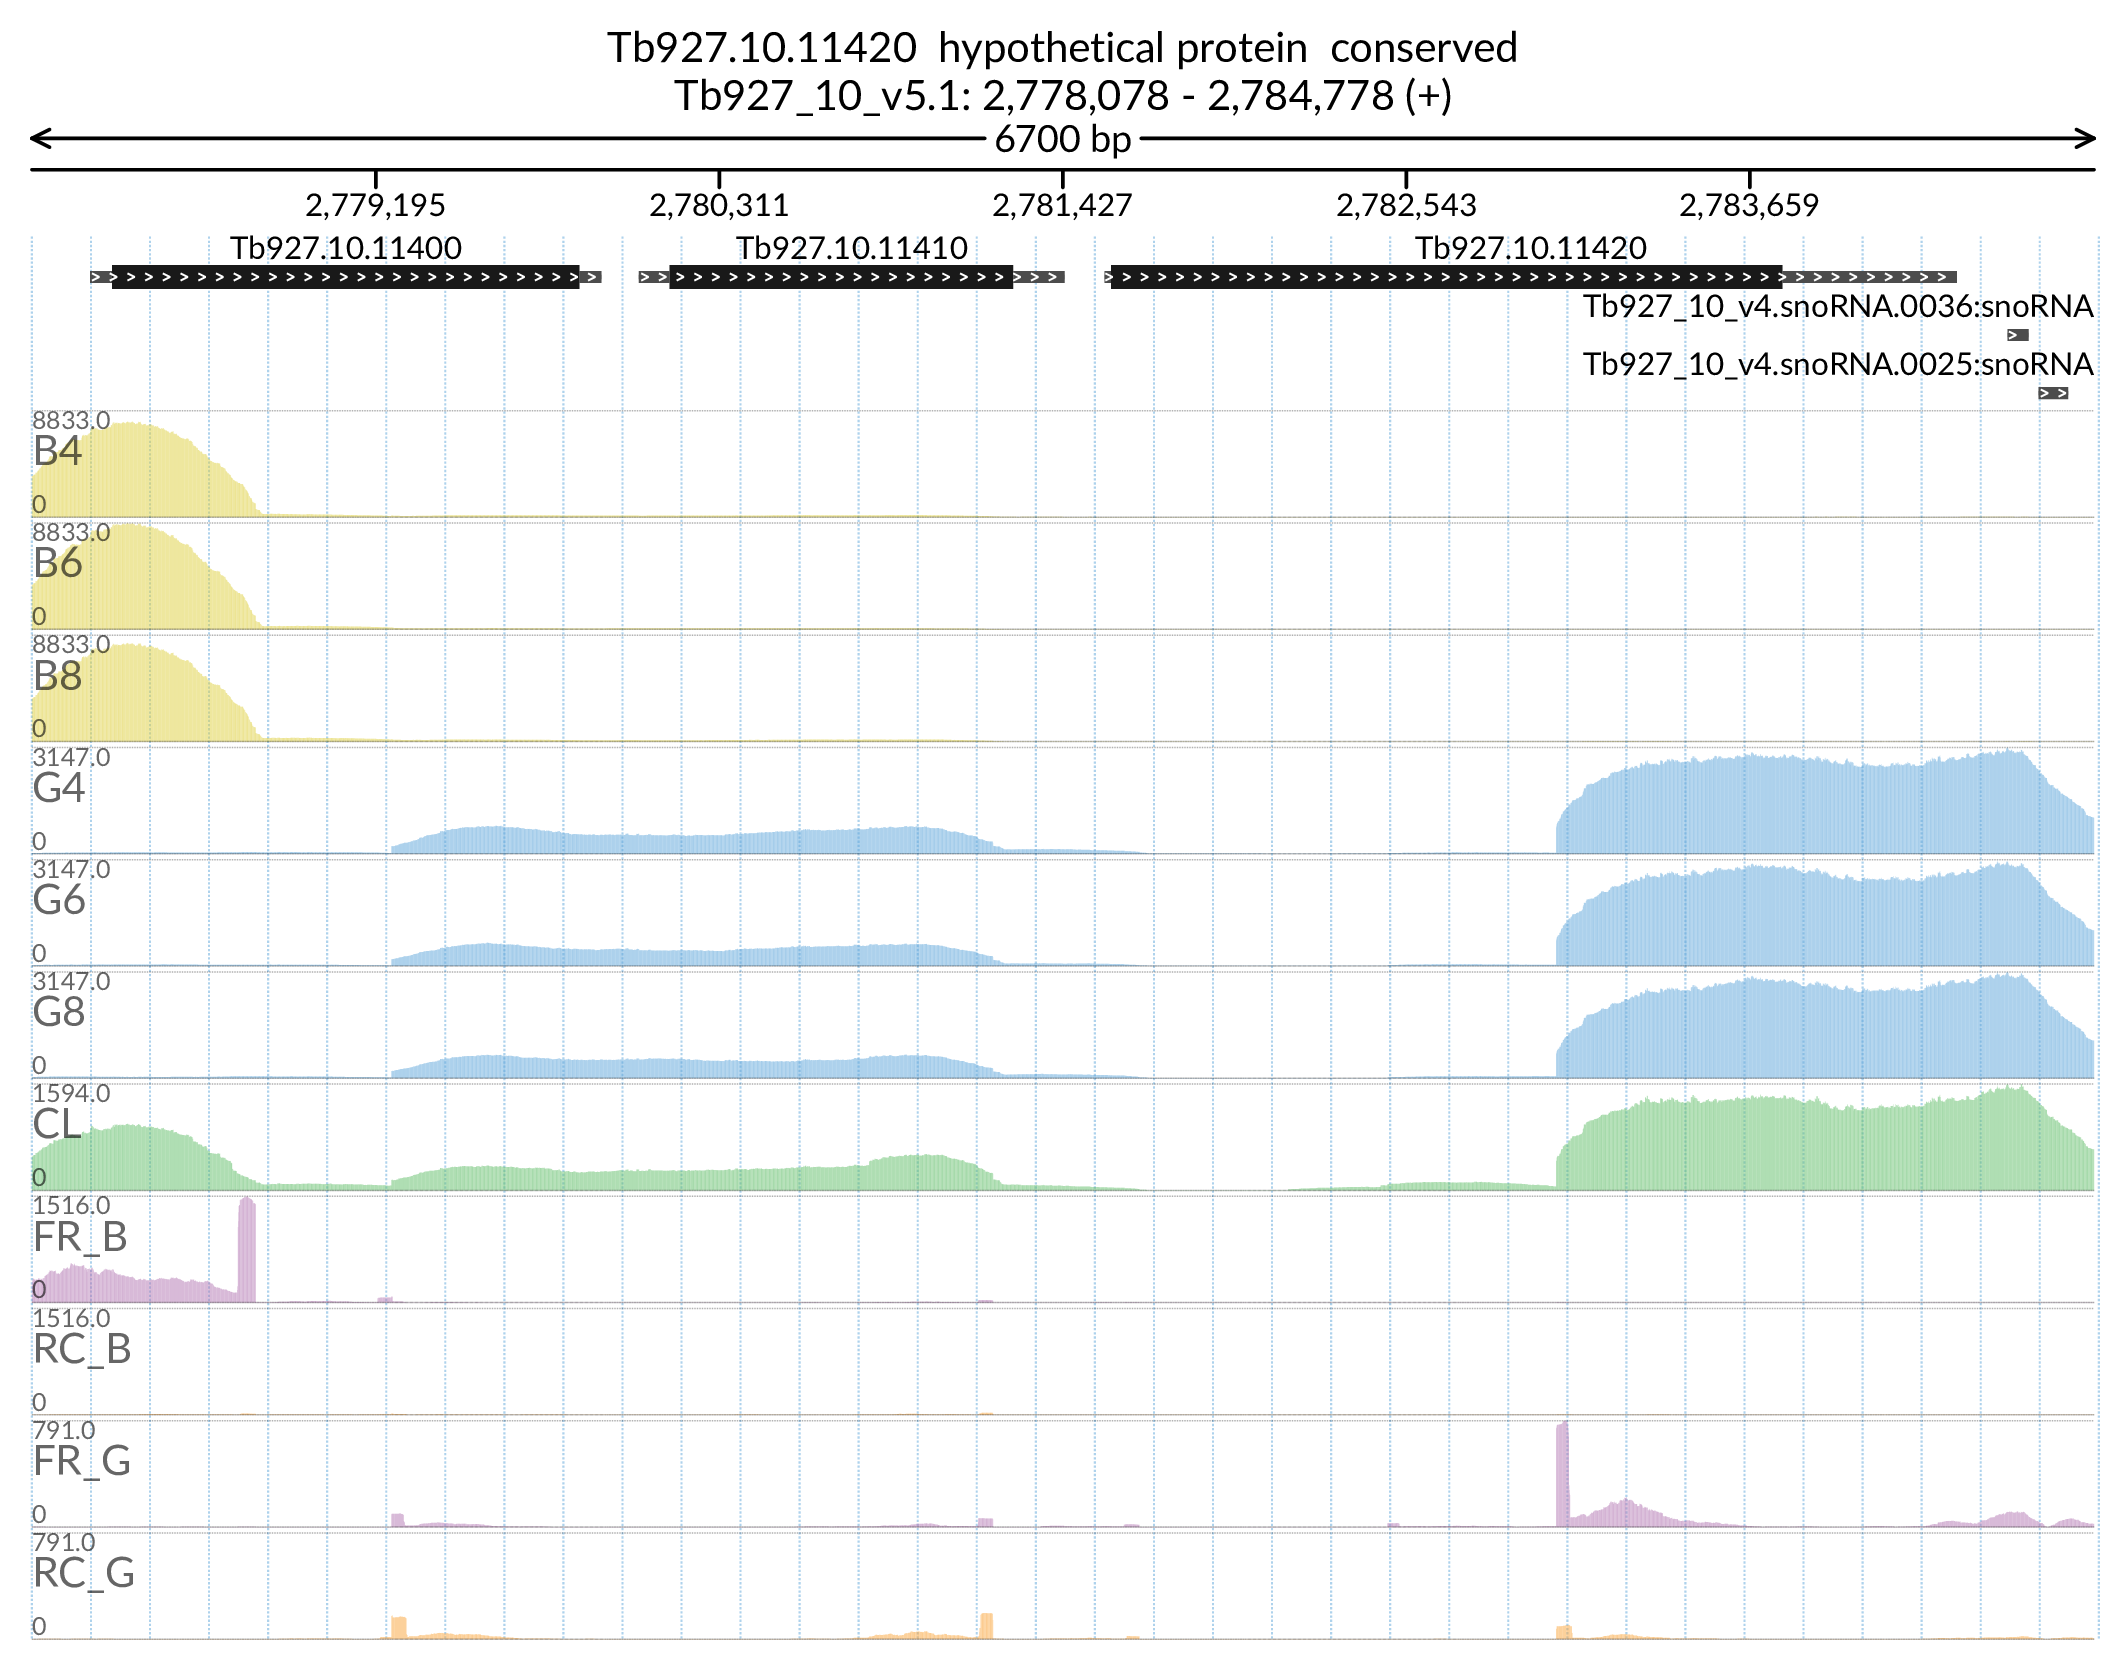 Tb927.10.11420  hypothetical protein  conserved
Tb927_10_v5.1: 2,778,078 - 2,784,778 (+)
6700 bp
2,779,195 2,780,311 2,781,427 2,782,543 2,783,659
Tb927.10.11400 Tb927.10.11410 Tb927.10.11420
Tb927_10_v4.snoRNA.0036:snoRNA
Tb927_10_v4.snoRNA.0025:snoRNA
8833.0
B4
0
8833.0
B6
0
8833.0
B8
0
3147.0
G4
0
3147.0
G6
0
3147.0
G8
0
1594.0
CL
0
1516.0
FR_B
0
1516.0
RC_B
0
791.0
FR_G
0
791.0
RC_G
0